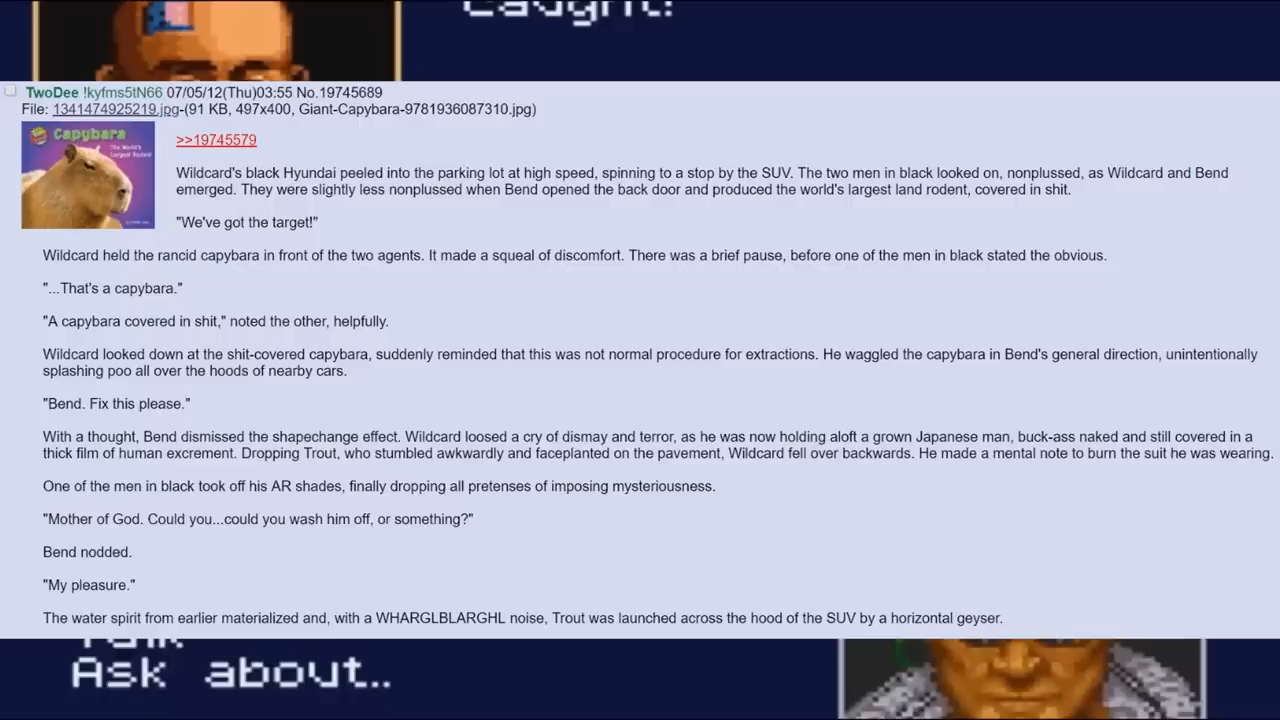 Caught!
TwoDee !kyfms5tN66 07/05/12(Thu)03:55 No.19745689
File: 1341474925219.jpg-(91 KB, 497x400, Giant-Capybara-9781936087310.jpg)
Capybara
The World's
Largest Rodent
>>19745579
Wildcard's black Hyundai peeled into the parking lot at high speed, spinning to a stop by the SUV. The two men in black looked on, nonplussed, as Wildcard and Bend
emerged. They were slightly less nonplussed when Bend opened the back door and produced the world's largest land rodent, covered in shit.
"We've got the target!"
Wildcard held the rancid capybara in front of the two agents. It made a squeal of discomfort. There was a brief pause, before one of the men in black stated the obvious.
"...That's a capybara."
"A capybara covered in shit," noted the other, helpfully.
Wildcard looked down at the shit-covered capybara, suddenly reminded that this was not normal procedure for extractions. He waggled the capybara in Bend's general direction, unintentionally
splashing poo all over the hoods of nearby cars.
"Bend. Fix this please."
With a thought, Bend dismissed the shapechange effect. Wildcard loosed a cry of dismay and terror, as he was now holding aloft a grown Japanese man, buck-ass naked and still covered in a
thick film of human excrement. Dropping Trout, who stumbled awkwardly and faceplanted on the pavement, Wildcard fell over backwards. He made a mental note to burn the suit he was wearing.
One of the men in black took off his AR shades, finally dropping all pretenses of imposing mysteriousness.
"Mother of God. Could you...could you wash him off, or something?"
Bend nodded.
"My pleasure."
The water spirit from earlier materialized and, with a WHARGLBLARGHL noise, Trout was launched across the hood of the SUV by a horizontal geyser.
Talk
Ask about..